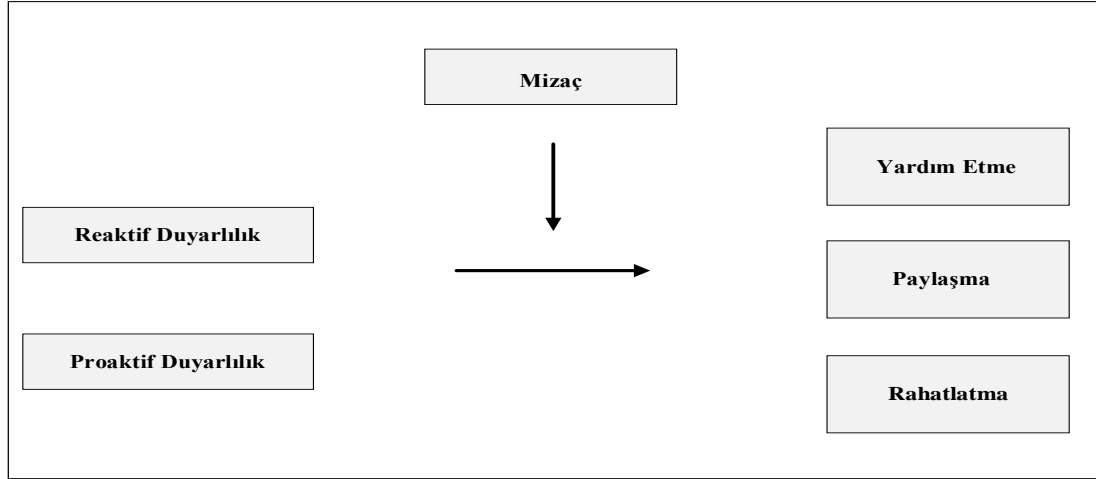 Mizaç
Yardım Etme
Reaktif Duyarlılık
Paylaşma
Proaktif Duyarlılık
Rahatlatma